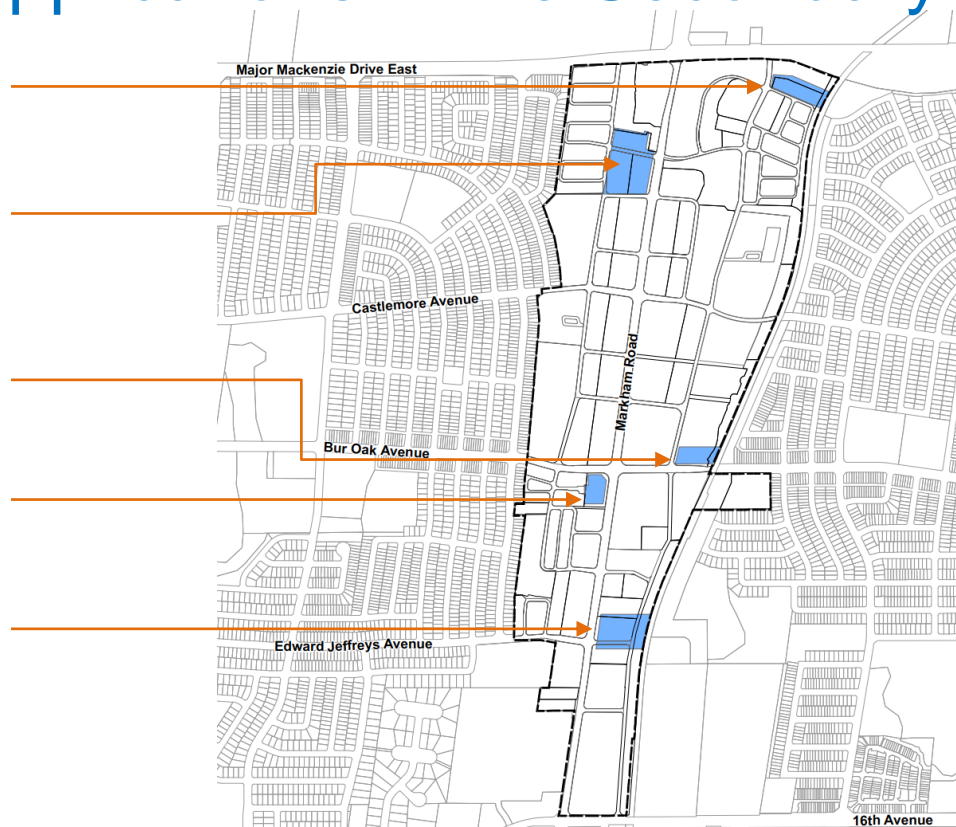 Major Mackenzie Drive East
Castlemore Avenue
Markham Road
Bur Oak Avenue
Edward Jeffreys Avenue
16th Avenue